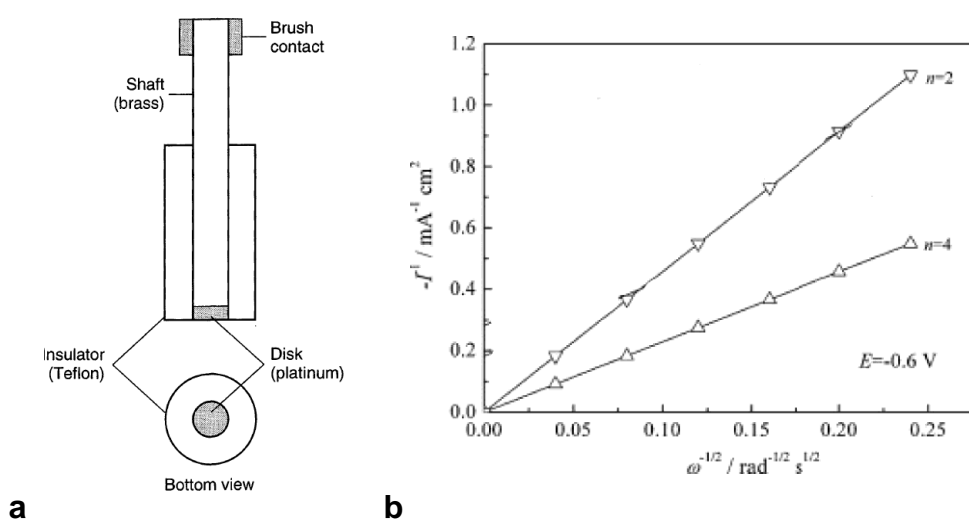 Brush
contact
Shaft
(brass)
Insulator
(Teflon)
Disk
(platinum)
Bottom view
a
1.2
1.0
0.8
0.6
0.4
0.2
0.0
-I⁻¹ / mA⁻¹ cm²
n=2
n=4
E=-0.6 V
0.00
0.05
0.10
0.15
0.20
0.25
ω⁻¹/² / rad⁻¹/² s¹/²
b